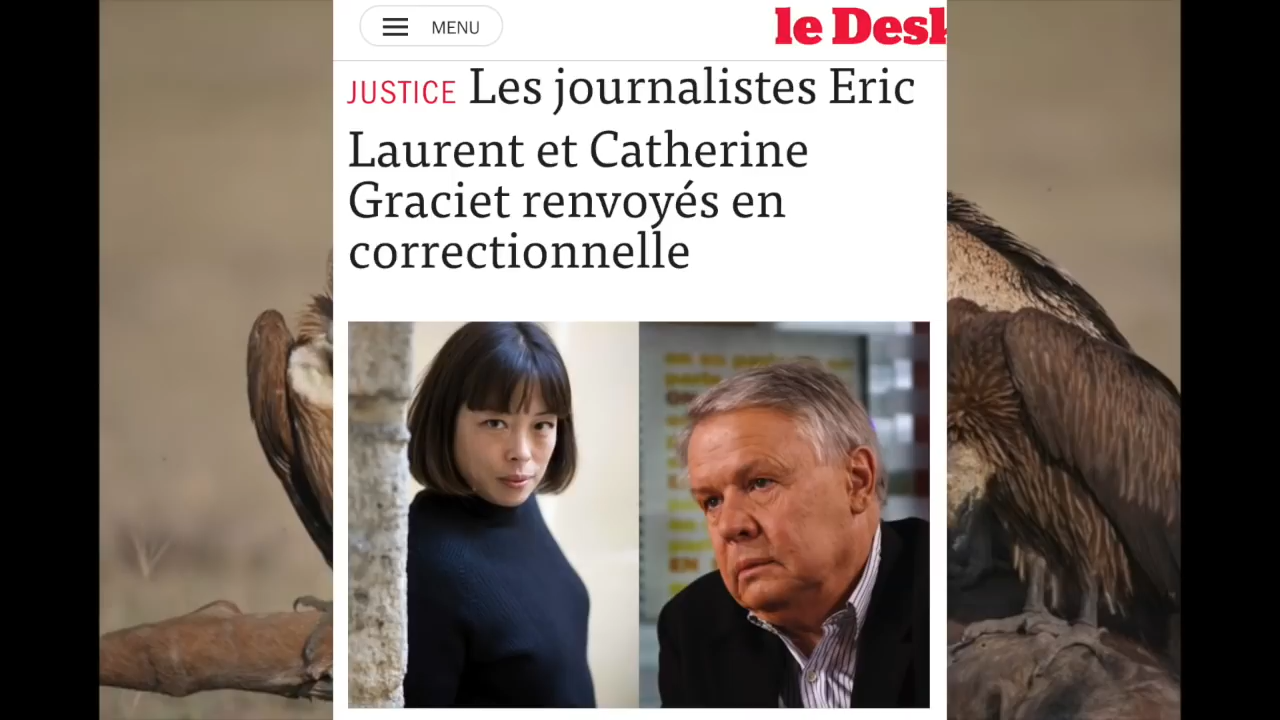 MENU
le Desk
JUSTICE Les journalistes Eric
Laurent et Catherine
Graciet renvoyés en
correctionnelle